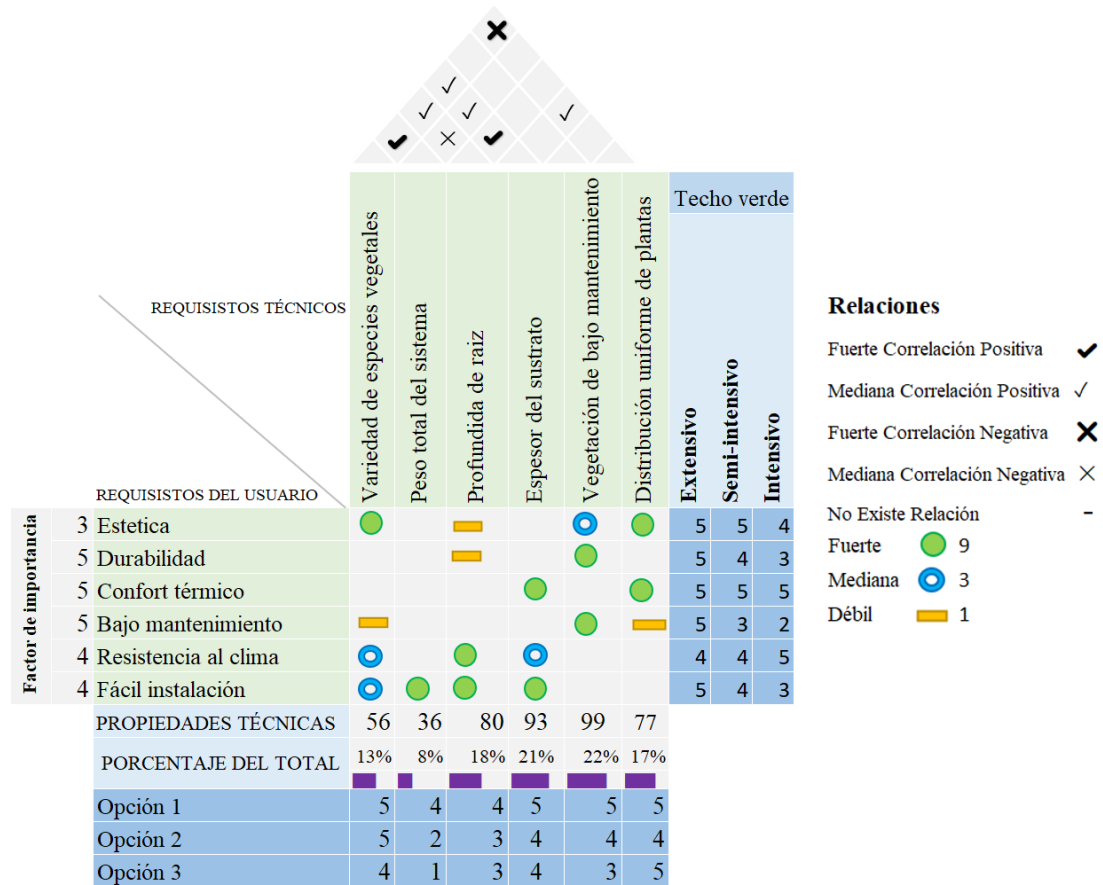 Techo verde
Variedad de especies vegetales
Peso total del sistema
Profundida de raiz
Espesor del sustrato
Vegetación de bajo mantenimiento
Distribución uniforme de plantas
Extensivo
Semi-intensivo
Intensivo
REQUISISTOS TÉCNICOS
REQUISISTOS DEL USUARIO
Factor de importancia
3 Estetica 5 5 4
5 Durabilidad 5 4 3
5 Confort térmico 5 5 5
5 Bajo mantenimiento 5 3 2
4 Resistencia al clima 4 4 5
4 Fácil instalación 5 4 3
PROPIEDADES TÉCNICAS 56 36 80 93 99 77
PORCENTAJE DEL TOTAL 13% 8% 18% 21% 22% 17%
Opción 1 5 4 4 5 5 5
Opción 2 5 2 3 4 4 4
Opción 3 4 1 3 4 3 5
Relaciones
Fuerte Correlación Positiva ✔
Mediana Correlación Positiva ✓
Fuerte Correlación Negativa ✖
Mediana Correlación Negativa ×
No Existe Relación -
Fuerte 9
Mediana 3
Débil 1